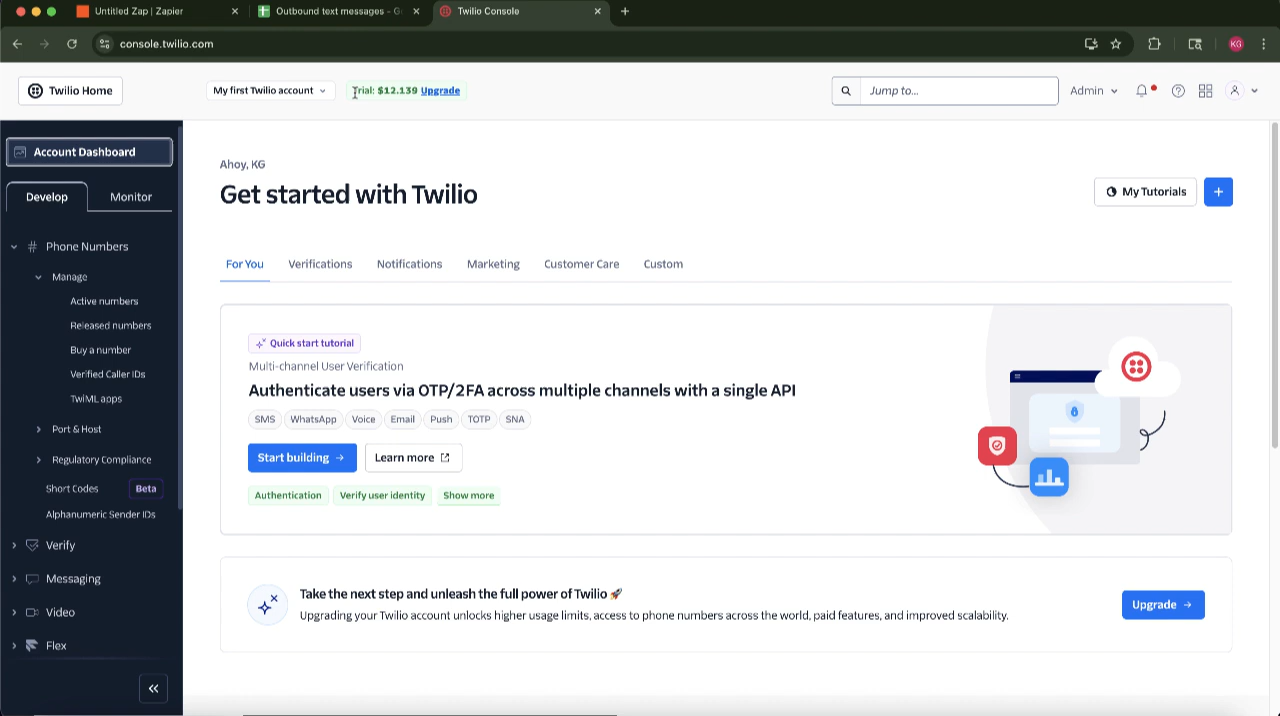 Untitled Zap | Zapier
Outbound text messages - G
Twilio Console
console.twilio.com
KG
Twilio Home
My first Twilio account
Trial: $12.139 Upgrade
Jump to...
Admin
Account Dashboard
Develop
Monitor
Phone Numbers
Manage
Active numbers
Released numbers
Buy a number
Verified Caller IDs
TwiML apps
Port & Host
Regulatory Compliance
Short Codes Beta
Alphanumeric Sender IDs
Verify
Messaging
Video
Flex
Ahoy, KG
Get started with Twilio
My Tutorials
For You
Verifications
Notifications
Marketing
Customer Care
Custom
Quick start tutorial
Multi-channel User Verification
Authenticate users via OTP/2FA across multiple channels with a single API
SMS WhatsApp Voice Email Push TOTP SNA
Start building →
Learn more
Authentication Verify user identity Show more
Take the next step and unleash the full power of Twilio 🚀
Upgrading your Twilio account unlocks higher usage limits, access to phone numbers across the world, paid features, and improved scalability.
Upgrade →